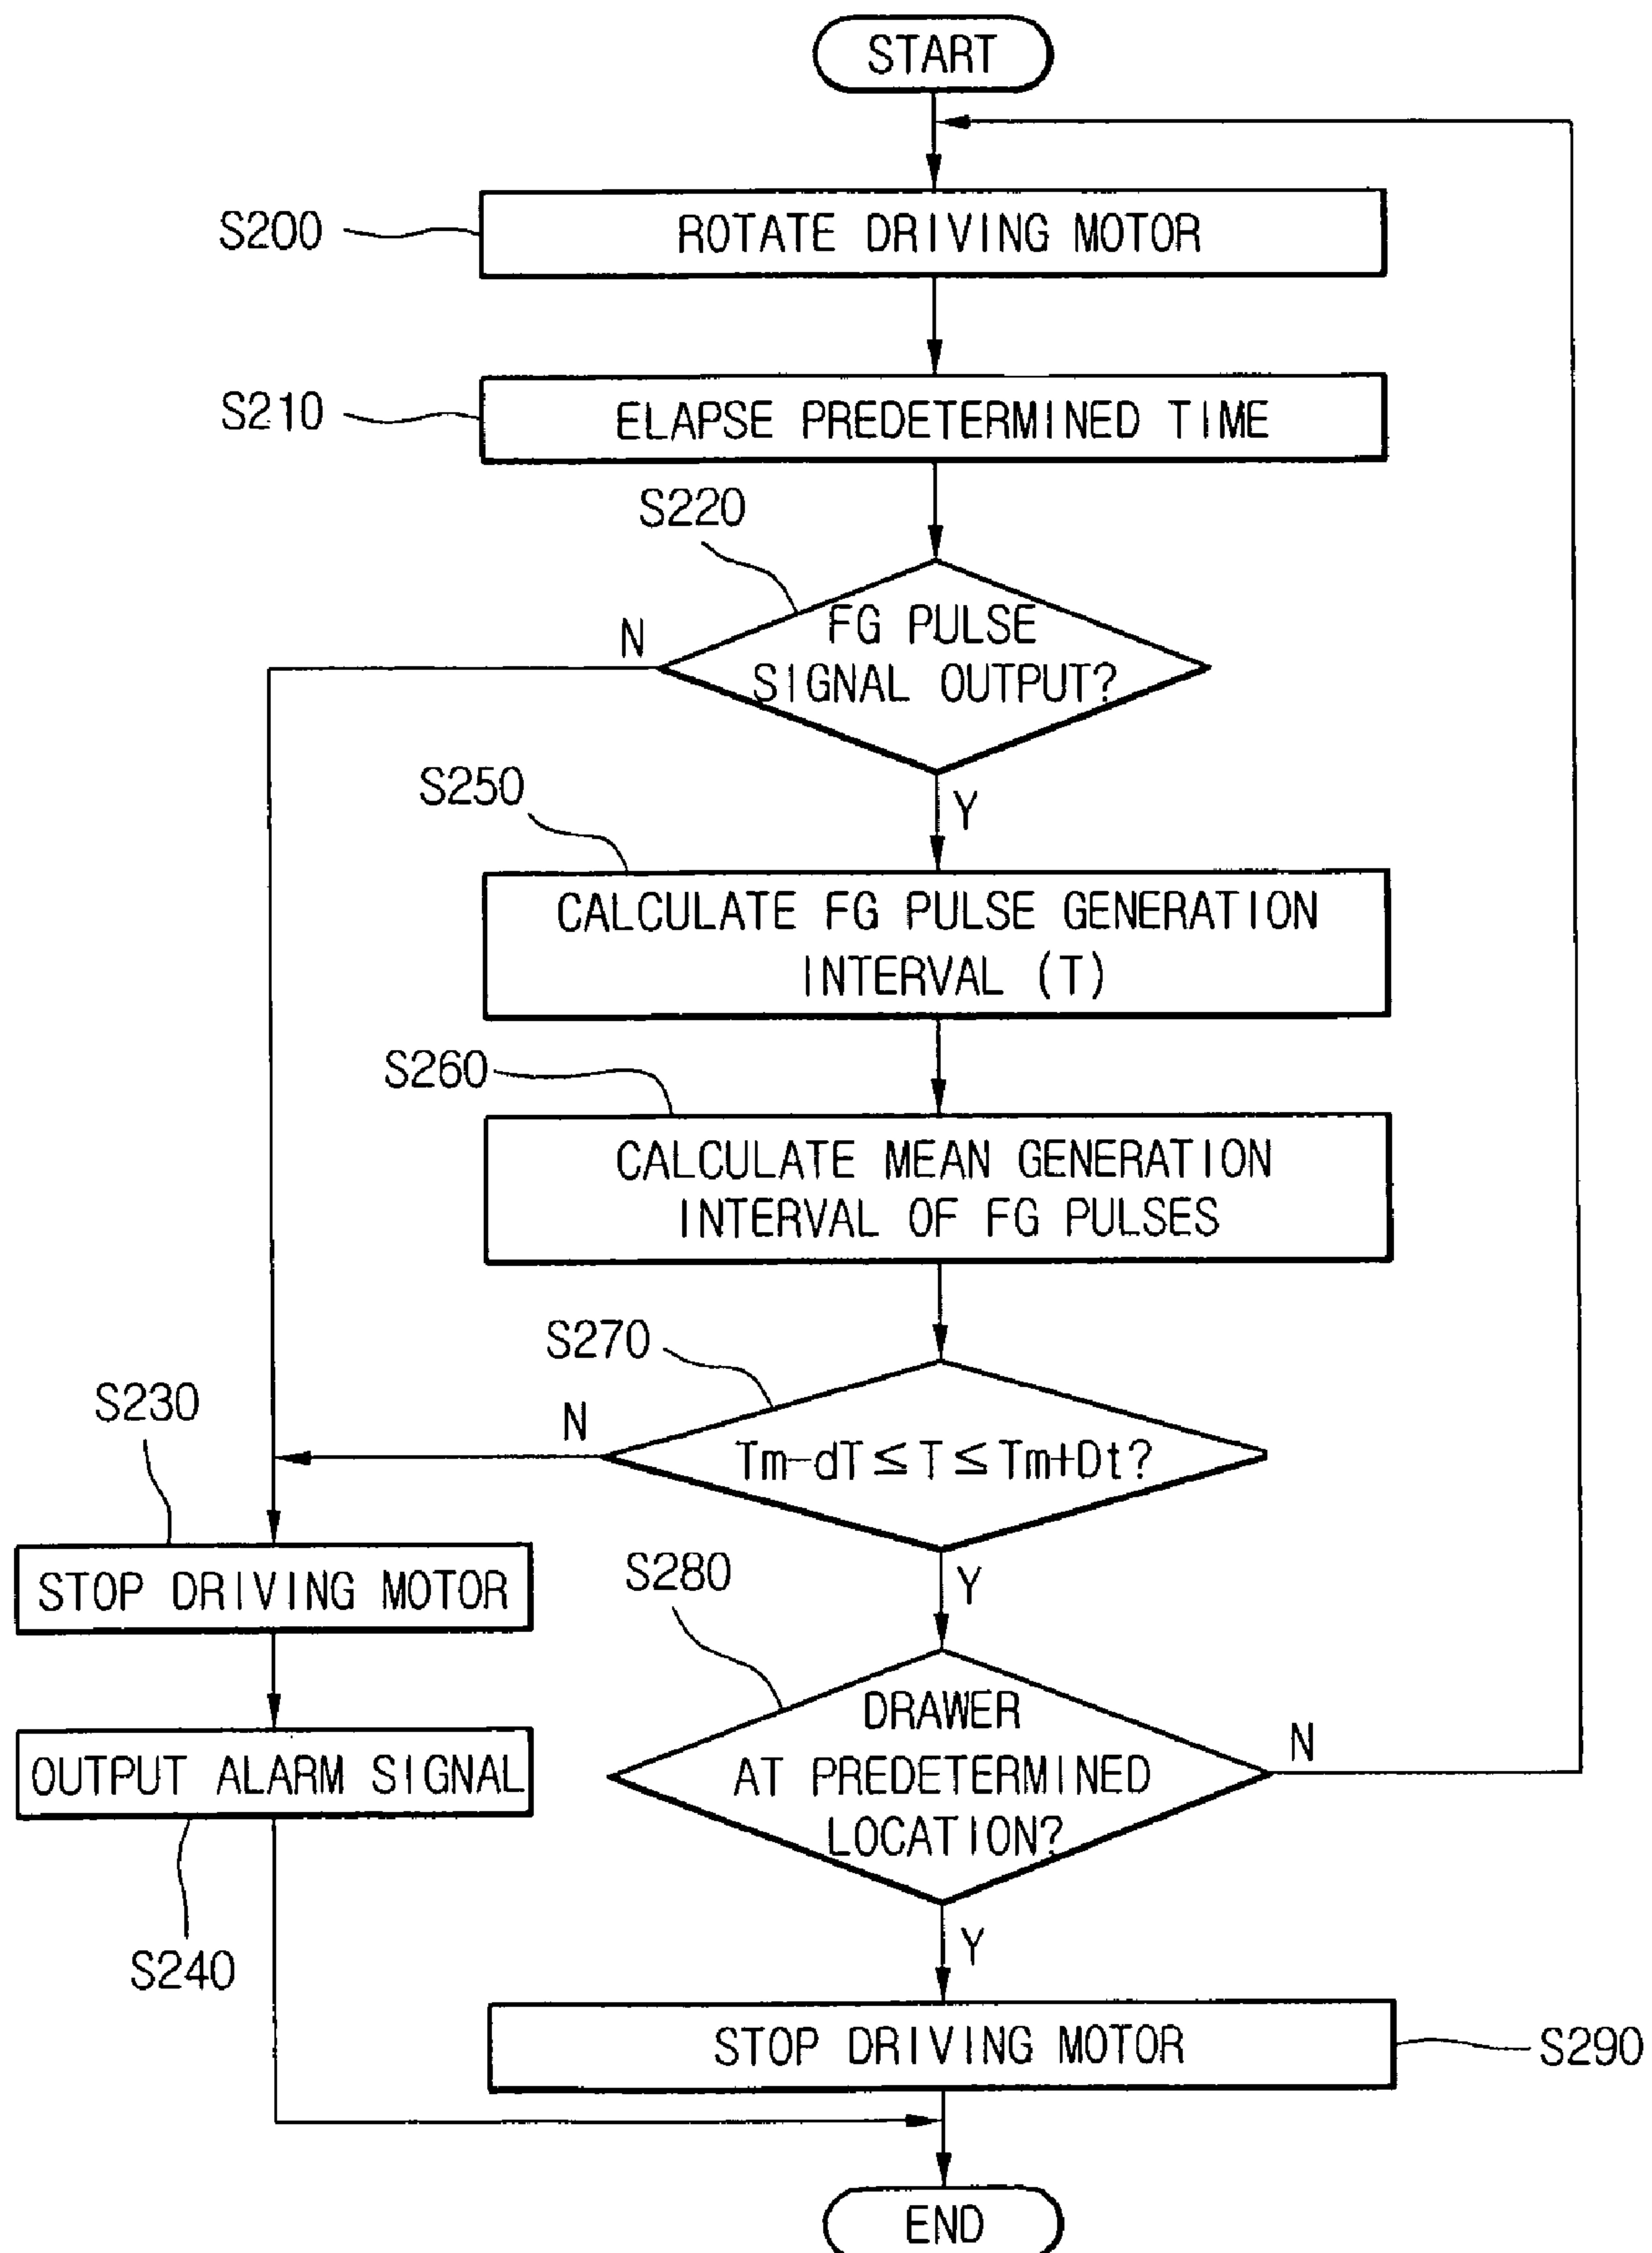 START
S200
ROTATE DRIVING MOTOR
S210
ELAPSE PREDETERMINED TIME
S220
FG PULSE
SIGNAL OUTPUT?
N
Y
S250
CALCULATE FG PULSE GENERATION
INTERVAL (T)
S260
CALCULATE MEAN GENERATION
INTERVAL OF FG PULSES
S270
Tm-dT ≤ T ≤ Tm+Dt?
N
Y
S230
STOP DRIVING MOTOR
S240
OUTPUT ALARM SIGNAL
S280
DRAWER
AT PREDETERMINED
LOCATION?
N
Y
STOP DRIVING MOTOR
S290
END